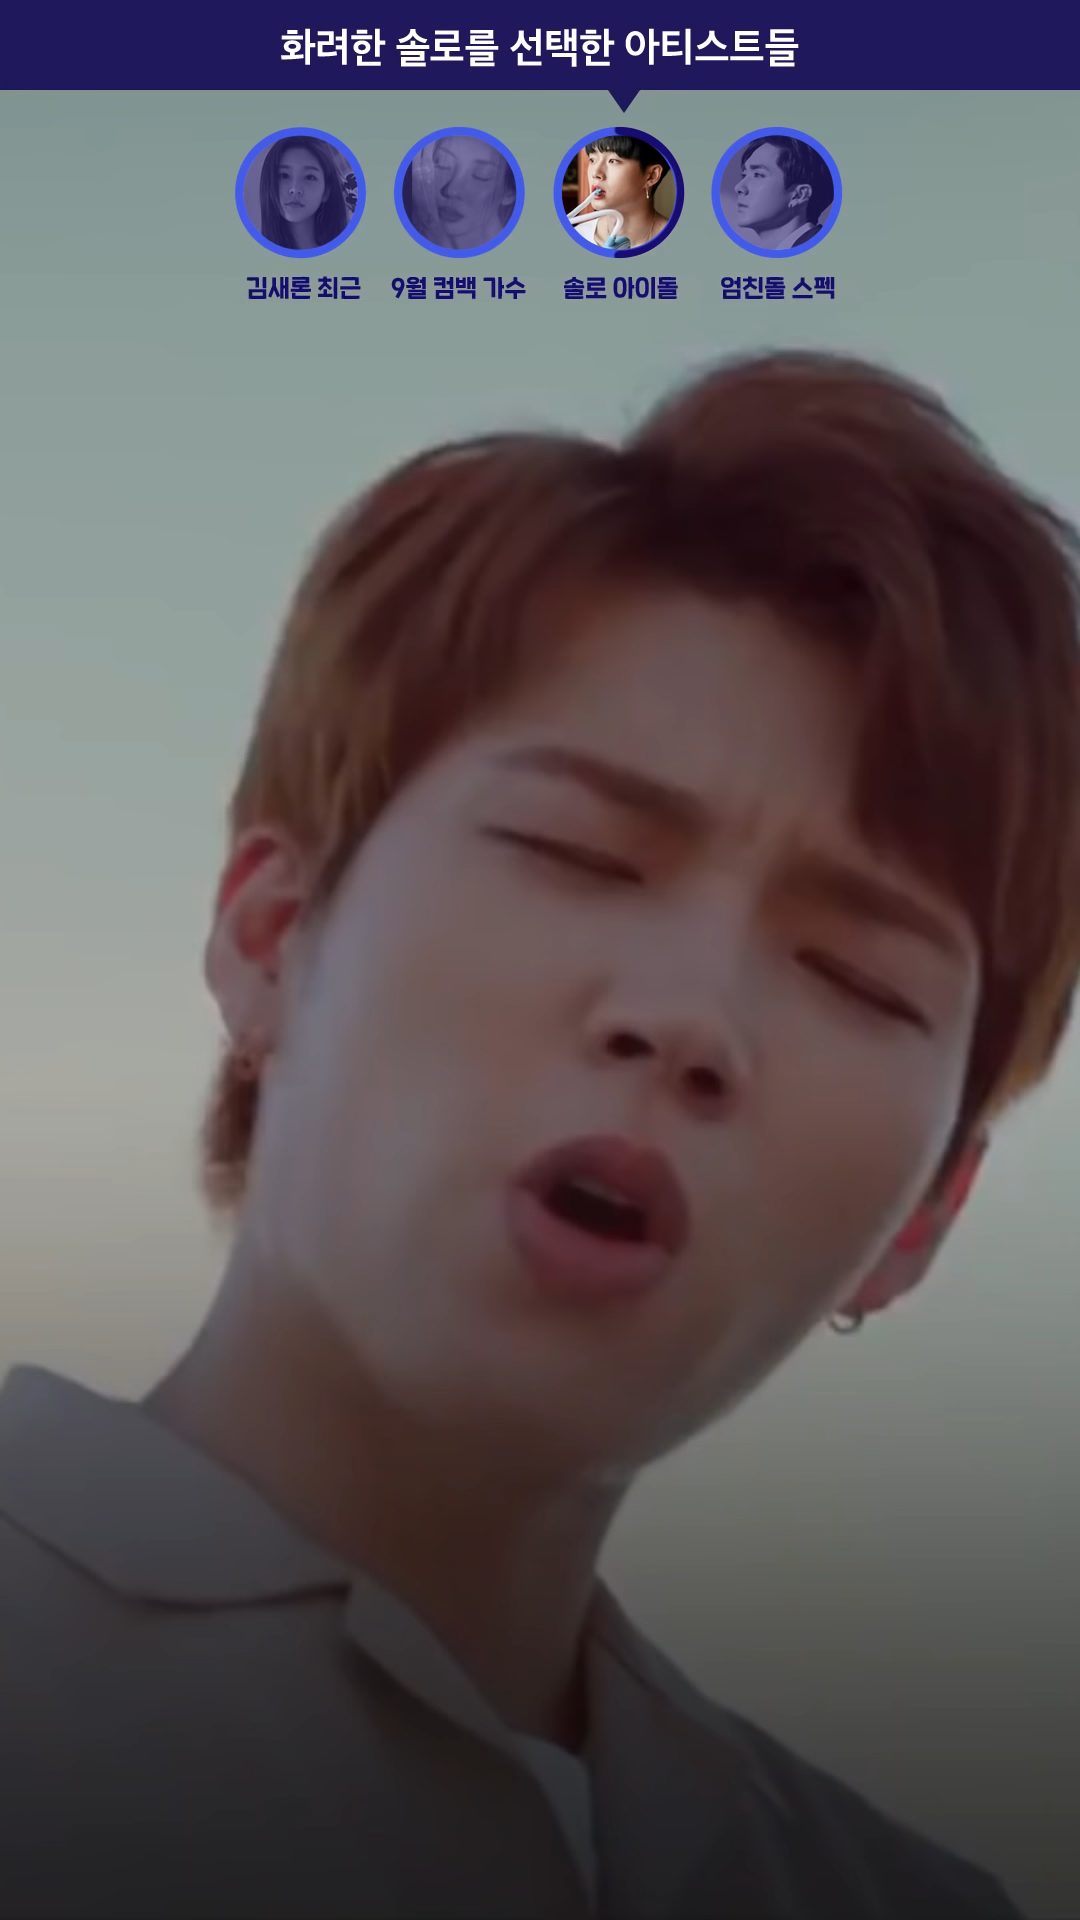 화려한 솔로를 선택한 아티스트들
김새론 최근
9월 컴백 가수
솔로 아이돌
엄친돌 스펙